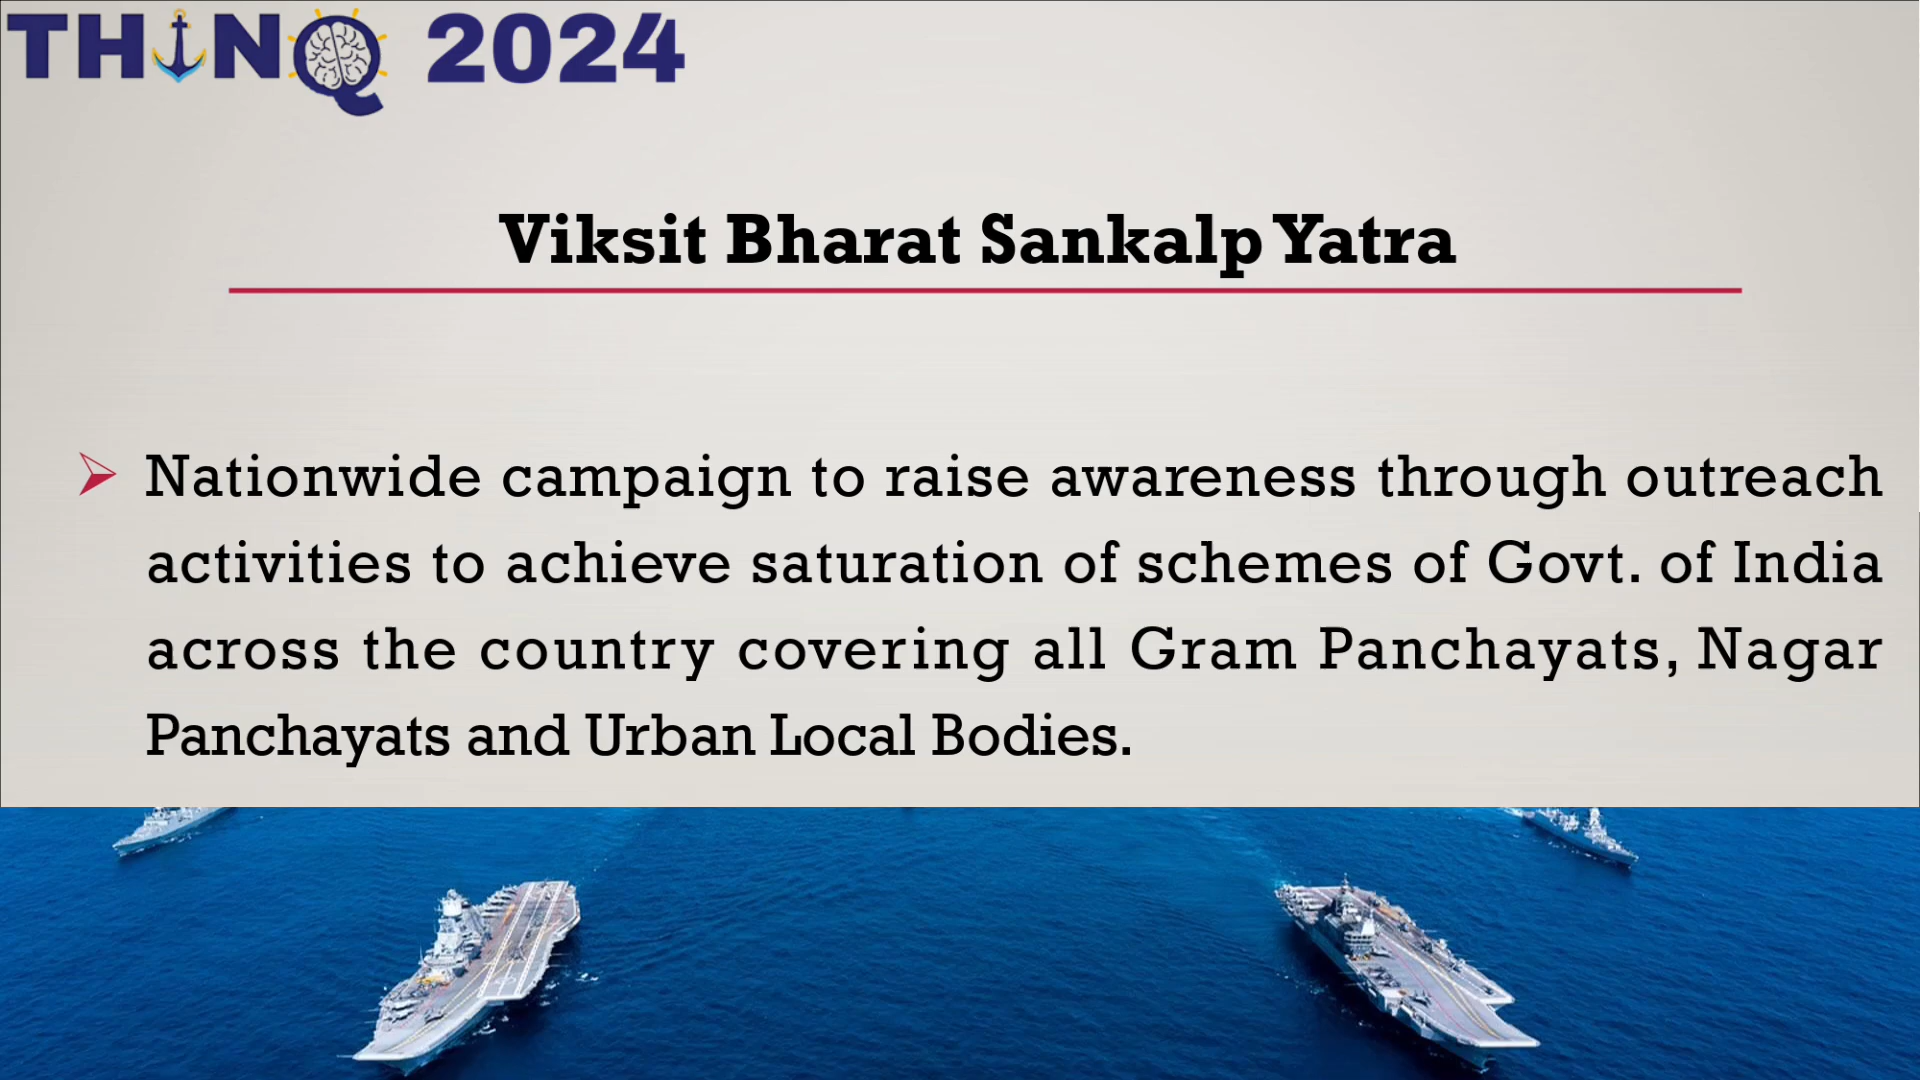 THINQ 2024
Viksit Bharat Sankalp Yatra
Nationwide campaign to raise awareness through outreach
activities to achieve saturation of schemes of Govt. of India
across the country covering all Gram Panchayats, Nagar
Panchayats and Urban Local Bodies.